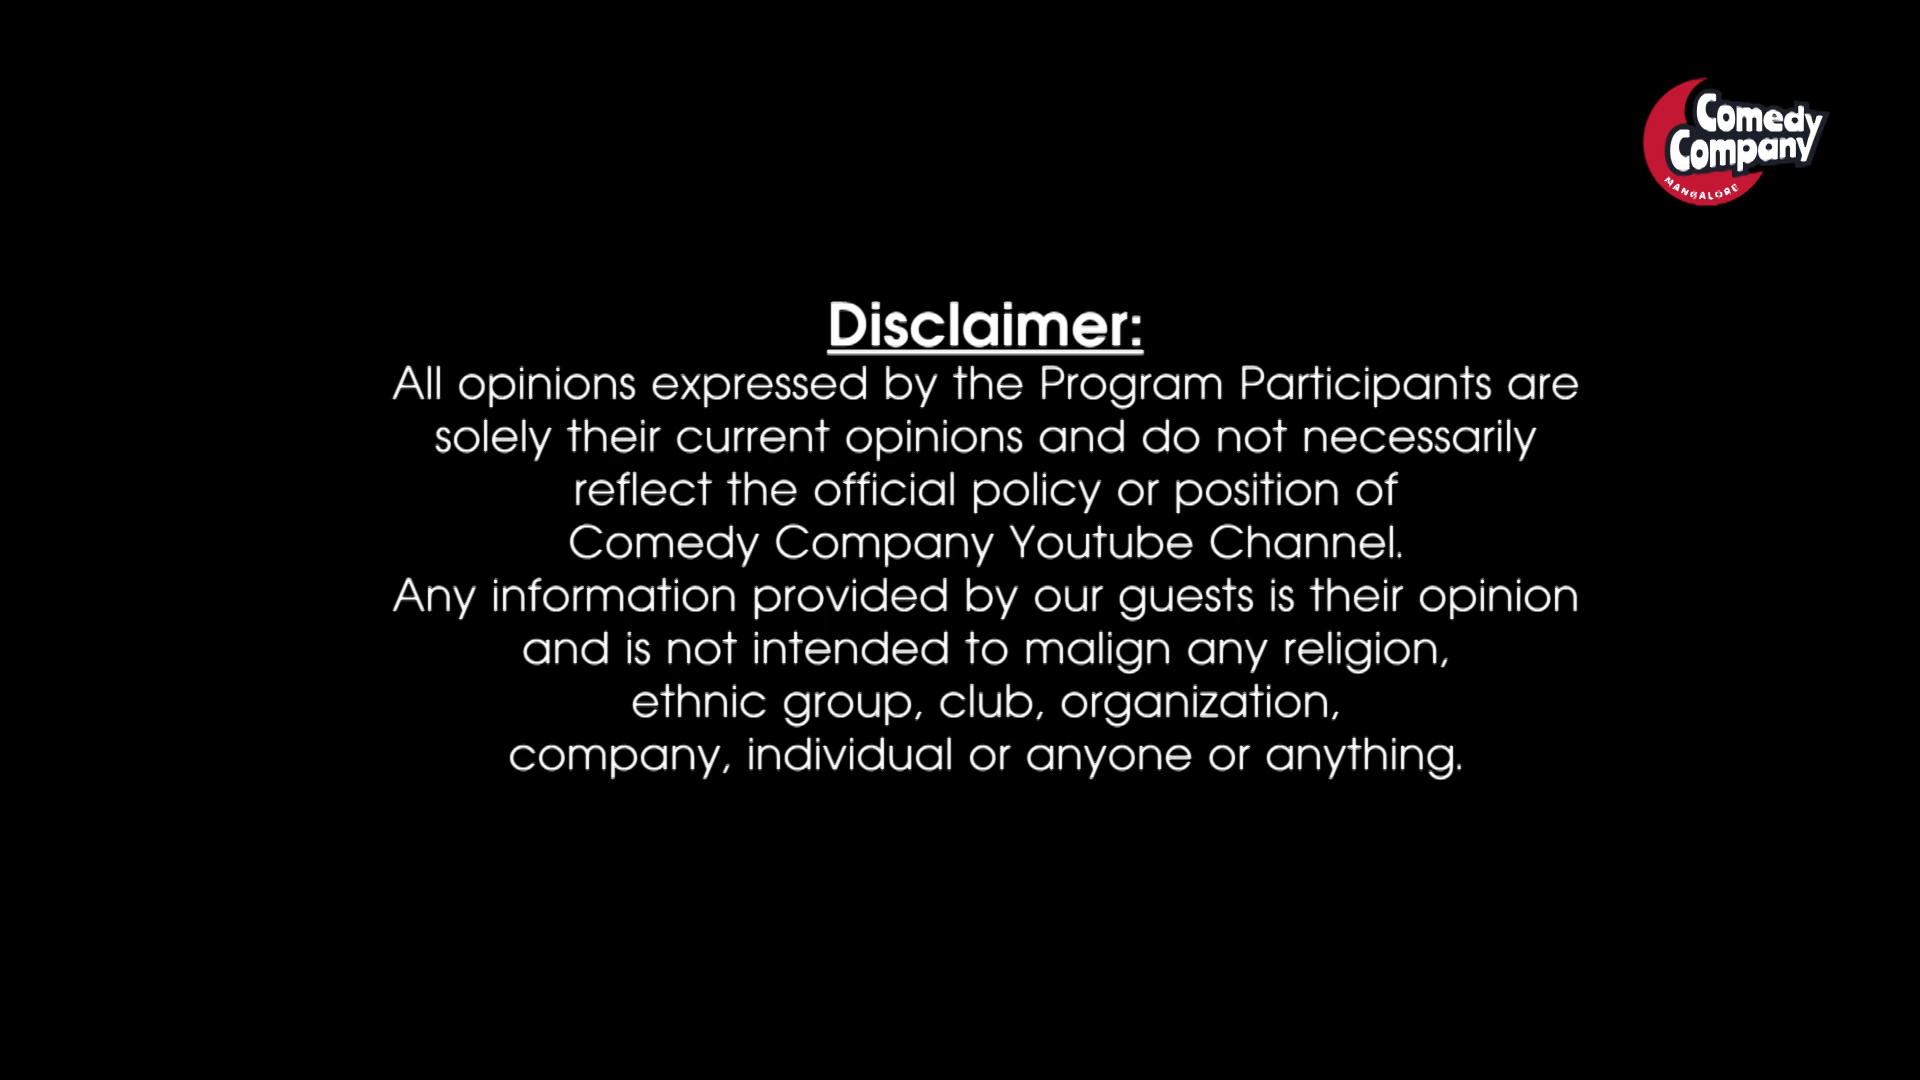 Comedy
Company
MANGALORE
Disclaimer:
All opinions expressed by the Program Participants are
solely their current opinions and do not necessarily
reflect the official policy or position of
Comedy Company Youtube Channel.
Any information provided by our guests is their opinion
and is not intended to malign any religion,
ethnic group, club, organization,
company, individual or anyone or anything.